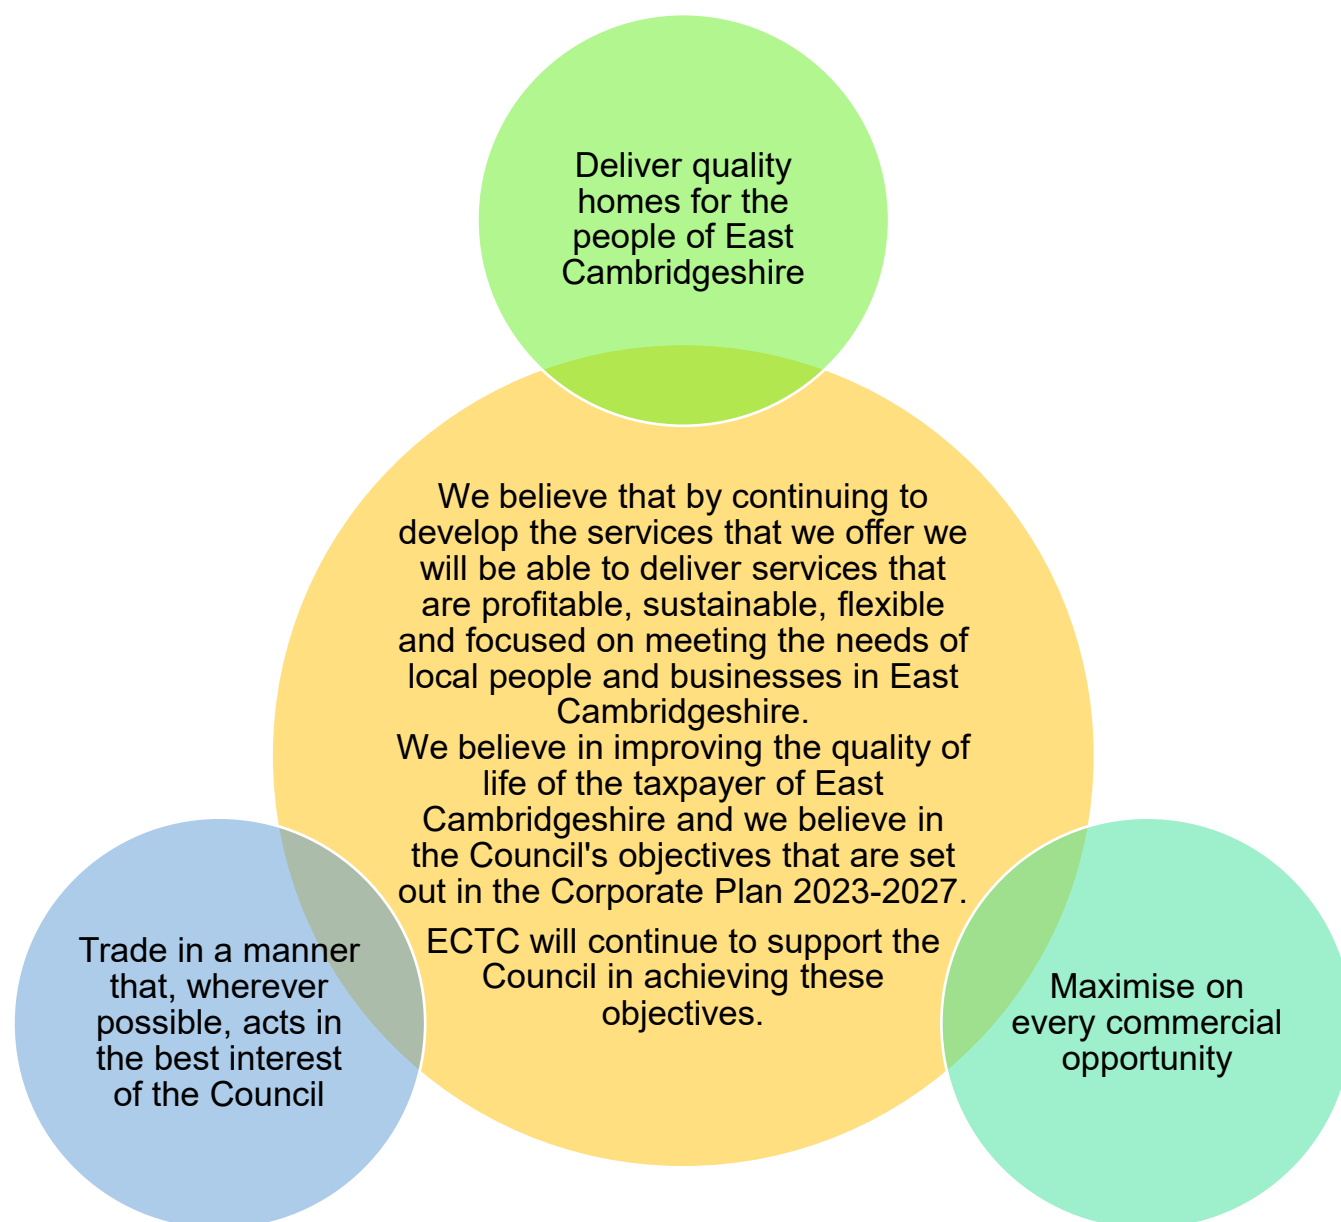 Deliver quality
homes for the
people of East
Cambridgeshire
We believe that by continuing to
develop the services that we offer we
will be able to deliver services that
are profitable, sustainable, flexible
and focused on meeting the needs of
local people and businesses in East
Cambridgeshire.
We believe in improving the quality of
life of the taxpayer of East
Cambridgeshire and we believe in
the Council's objectives that are set
out in the Corporate Plan 2023-2027.
ECTC will continue to support the
Council in achieving these
objectives.
Trade in a manner
that, wherever
possible, acts in
the best interest
of the Council
Maximise on
every commercial
opportunity